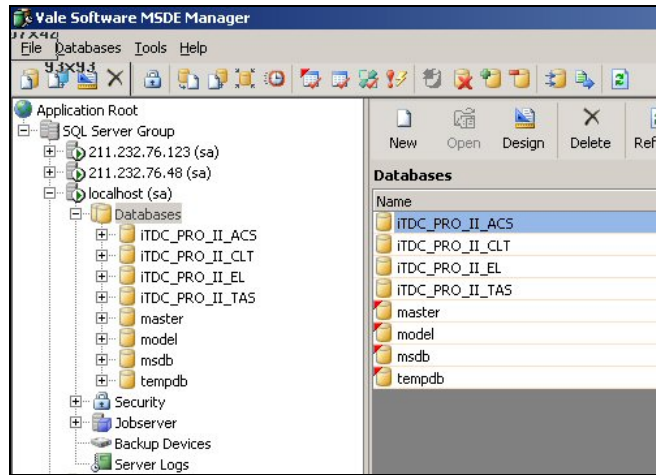 Vale Software MSDE Manager
File Databases Tools Help
93x93
Application Root
SQL Server Group
211.232.76.123 (sa)
211.232.76.48 (sa)
localhost (sa)
Databases
iTDC_PRO_II_ACS
iTDC_PRO_II_CLT
iTDC_PRO_II_EL
iTDC_PRO_II_TAS
master
model
msdb
tempdb
Security
Jobserver
Backup Devices
Server Logs
New Open Design Delete
Databases
Name
iTDC_PRO_II_ACS
iTDC_PRO_II_CLT
iTDC_PRO_II_EL
iTDC_PRO_II_TAS
master
model
msdb
tempdb